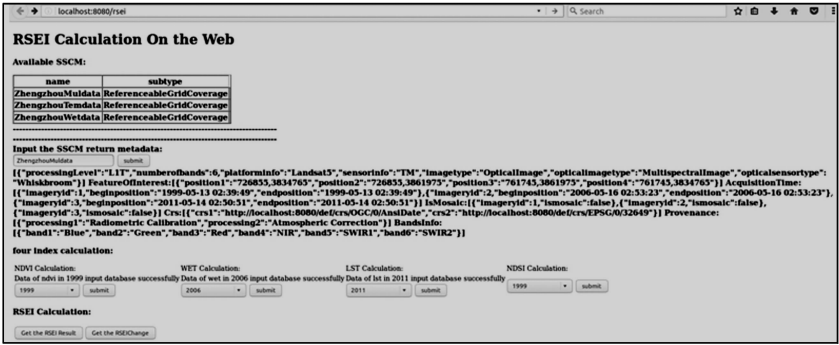 localhost:8080/rsei
Search
RSEI Calculation On the Web
Available SSCM:
name subtype
ZhengzhouMuldata ReferenceableGridCoverage
ZhengzhouTemdata ReferenceableGridCoverage
ZhengzhouWetdata ReferenceableGridCoverage
Input the SSCM return metadata:
ZhengzhouMuldata submit
[{"processingLevel":"L1T","numberofbands":6,"platforminfo":"Landsat5","sensorinfo":"TM","imagetype":"OpticalImage","opticalimagetype":"MultispectralImage","opticalsensortype":
"Whiskbroom"}] FeatureOfInterest:[{"position1":"726855,3834765","position2":"726855,3861975","position3":"761745,3861975","position4":"761745,3834765"}] AcquisitionTime:
[{"imageryid":1,"beginposition":"1999-05-13 02:39:49","endposition":"1999-05-13 02:39:49"},{"imageryid":2,"beginposition":"2006-05-16 02:53:23","endposition":"2006-05-16 02:53:23"},
{"imageryid":3,"beginposition":"2011-05-14 02:50:51","endposition":"2011-05-14 02:50:51"}] IsMosaic:[{"imageryid":1,"ismosaic":false},{"imageryid":2,"ismosaic":false},
{"imageryid":3,"ismosaic":false}] Crs:[{"crs1":"http://localhost:8080/def/crs/OGC/0/AnsiDate","crs2":"http://localhost:8080/def/crs/EPSG/0/32649"}] Provenance:
[{"processing1":"Radiometric Calibration","processing2":"Atmospheric Correction"}] BandsInfo:
[{"band1":"Blue","band2":"Green","band3":"Red","band4":"NIR","band5":"SWIR1","band6":"SWIR2"}]
four index calculation:
NDVI Calculation: WET Calculation: LST Calculation: NDSI Calculation:
Data of ndvi in 1999 input database successfully Data of wet in 2006 input database successfully Data of lst in 2011 input database successfully
1999 submit 2006 submit 2011 submit 1999 submit
RSEI Calculation:
Get the RSEI Result Get the RSEIChange